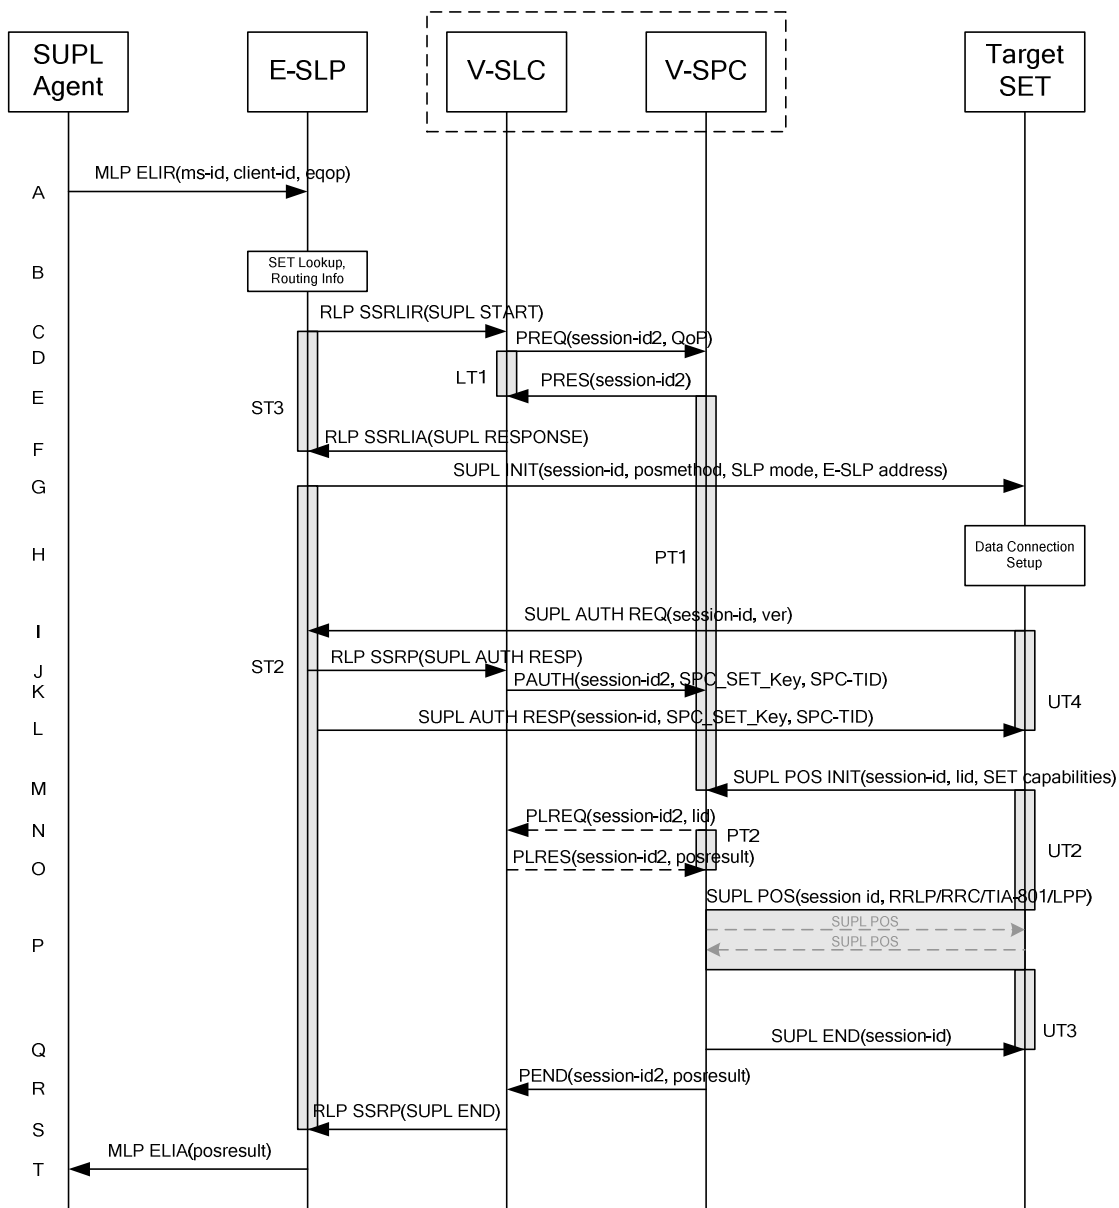 SUPL
Agent
E-SLP
V-SLC
V-SPC
Target
SET
A
MLP ELIR(ms-id, client-id, eqop)
B
SET Lookup,
Routing Info
C
RLP SSRLIR(SUPL START)
D
PREQ(session-id2, QoP)
LT1
E
PRES(session-id2)
ST3
F
RLP SSRLIA(SUPL RESPONSE)
G
SUPL INIT(session-id, posmethod, SLP mode, E-SLP address)
H
PT1
Data Connection
Setup
I
SUPL AUTH REQ(session-id, ver)
ST2
J
RLP SSRP(SUPL AUTH RESP)
K
PAUTH(session-id2, SPC_SET_Key, SPC-TID)
UT4
L
SUPL AUTH RESP(session-id, SPC_SET_Key, SPC-TID)
M
SUPL POS INIT(session-id, lid, SET capabilities)
N
PLREQ(session-id2, lid)
PT2
UT2
O
PLRES(session-id2, posresult)
SUPL POS(session id, RRLP/RRC/TIA-801/LPP)
SUPL POS
P
SUPL POS
UT3
Q
SUPL END(session-id)
R
PEND(session-id2, posresult)
S
RLP SSRP(SUPL END)
T
MLP ELIA(posresult)